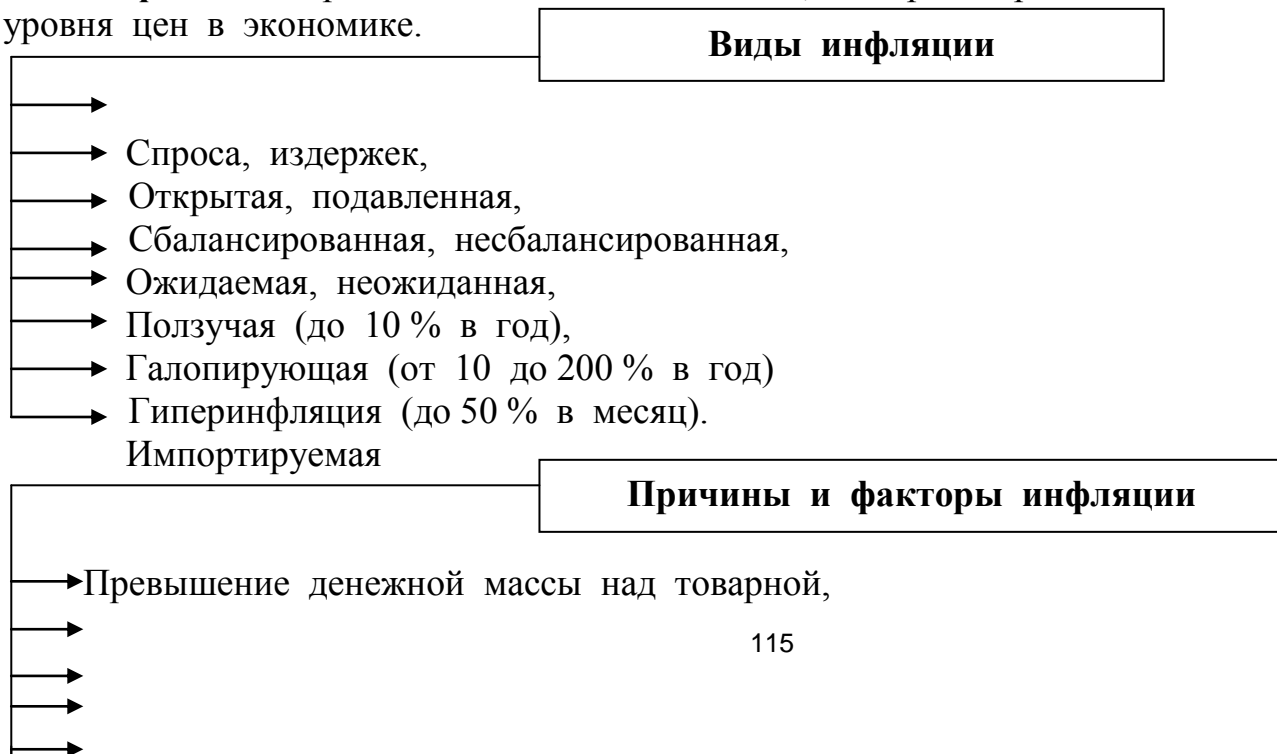 уровня цен в экономике.
Виды инфляции
Спроса, издержек,
Открытая, подавленная,
Сбалансированная, несбалансированная,
Ожидаемая, неожиданная,
Ползучая (до 10 % в год),
Галопирующая (от 10 до 200 % в год)
Гиперинфляция (до 50 % в месяц).
Импортируемая
Причины и факторы инфляции
Превышение денежной массы над товарной,
115